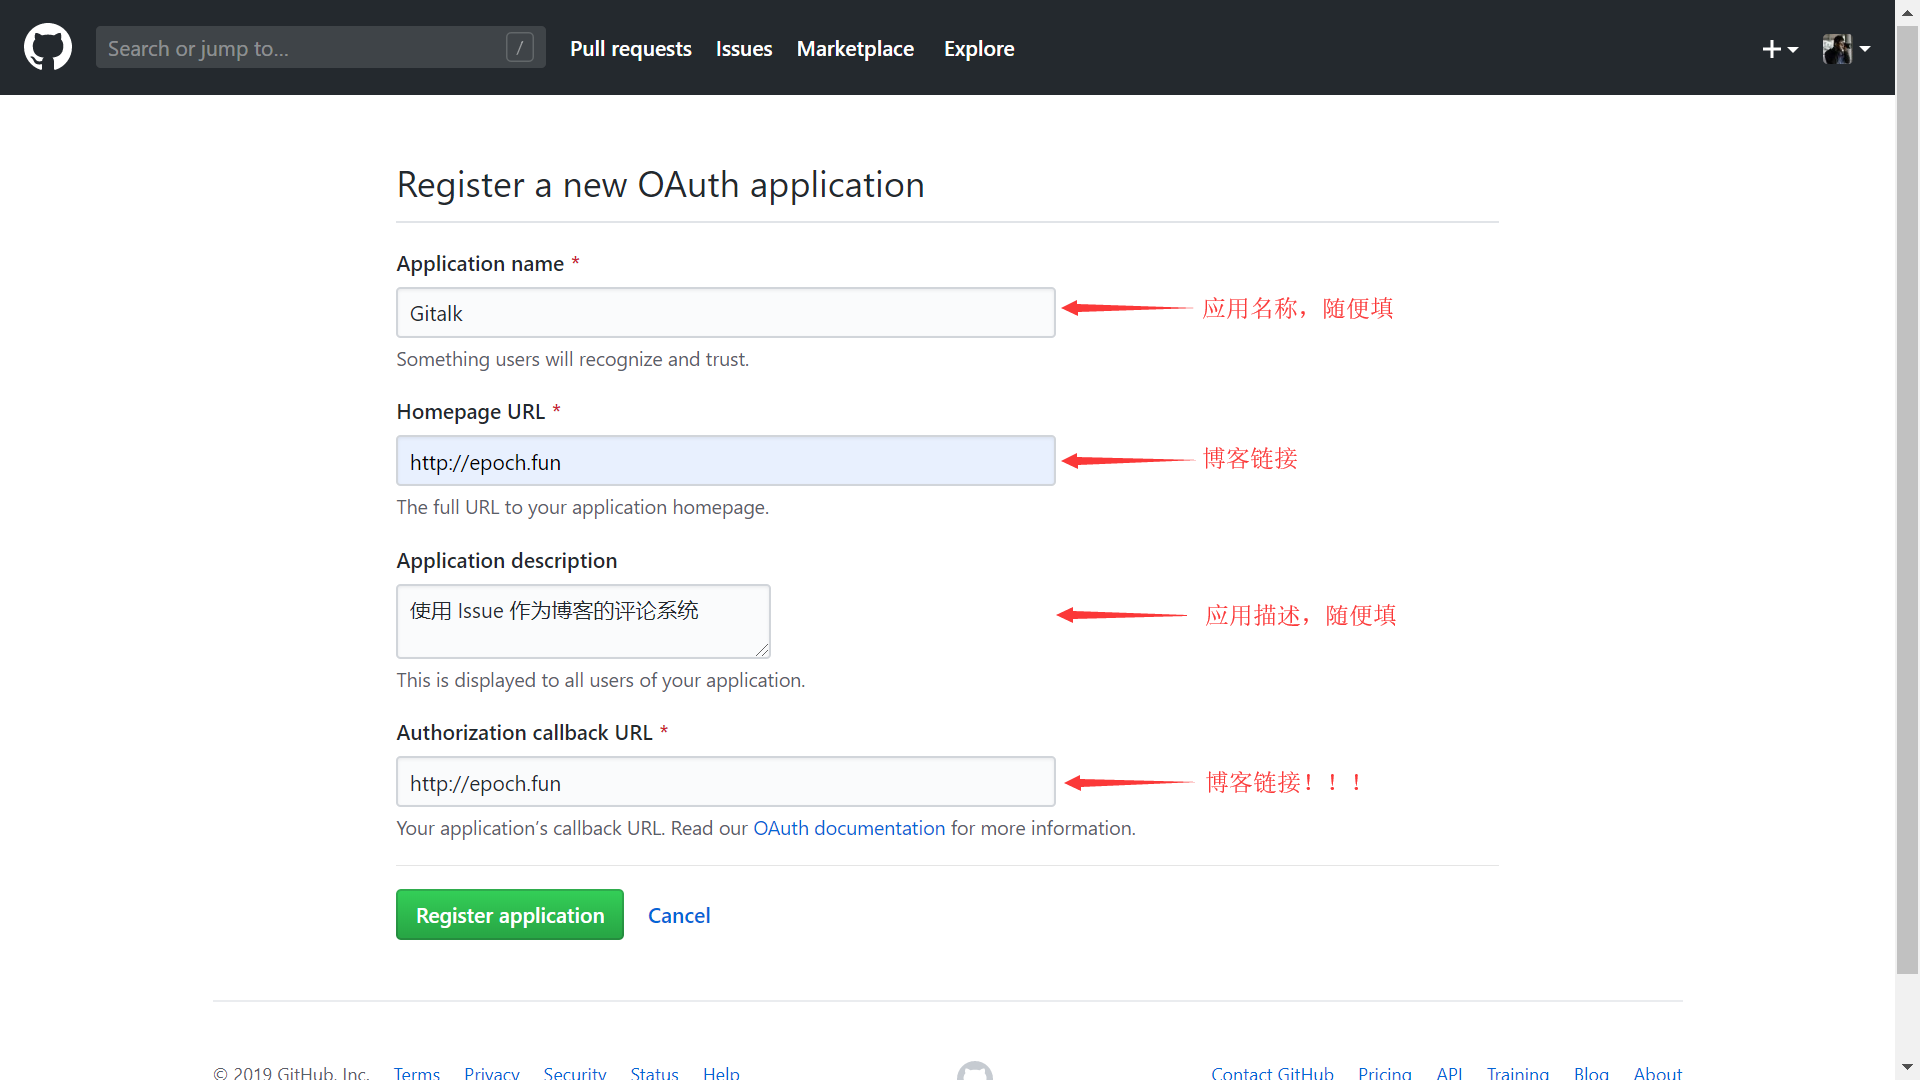 Search or jump to... /
Pull requests Issues Marketplace Explore
Register a new OAuth application
Application name *
Gitalk
应用名称，随便填
Something users will recognize and trust.
Homepage URL *
http://epoch.fun
博客链接
The full URL to your application homepage.
Application description
使用 Issue 作为博客的评论系统
应用描述，随便填
This is displayed to all users of your application.
Authorization callback URL *
http://epoch.fun
博客链接！！！
Your application’s callback URL. Read our OAuth documentation for more information.
Register application Cancel
© 2019 GitHub, Inc. Terms Privacy Security Status Help Contact GitHub Pricing API Training Blog About